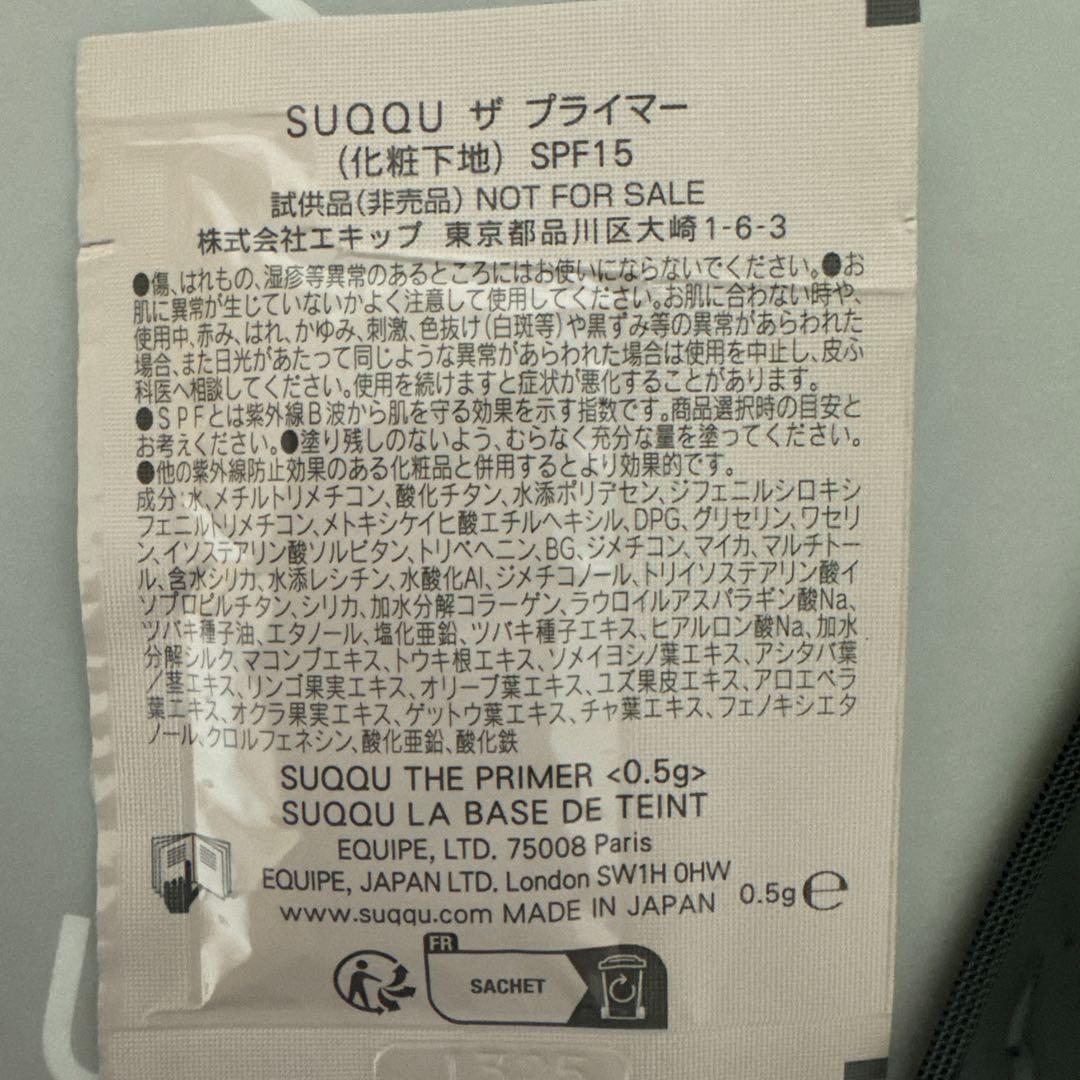 SUQQU ザ プライマー
(化粧下地) SPF15
試供品(非売品) NOT FOR SALE
株式会社エキップ 東京都品川区大崎1-6-3
●傷、はれもの、湿疹等異常のあるところにはお使いにならないでください。●お
肌に異常が生じていないかよく注意して使用してください。お肌に合わない時や、
使用中、赤み、はれ、かゆみ、刺激、色抜け(白斑等)や黒ずみ等の異常があらわれた
場合、また日光があたって同じような異常があらわれた場合は使用を中止し、皮ふ
科医へ相談してください。使用を続けますと症状が悪化することがあります。
●SPFとは紫外線B波から肌を守る効果を示す指数です。商品選択時の目安と
お考えください。●塗り残しのないよう、むらなく充分な量を塗ってください。
●他の紫外線防止効果のある化粧品と併用するとより効果的です。
成分:水、メチルトリメチコン、酸化チタン、水添ポリデセン、ジフェニルシロキシ
フェニルトリメチコン、メトキシケイヒ酸エチルヘキシル、DPG、グリセリン、ワセリ
ン、イソステアリン酸ソルビタン、トリベヘニン、BG、ジメチコン、マイカ、マルチトー
ル、含水シリカ、水添レシチン、水酸化Al、ジメチコノール、トリイソステアリン酸イ
ソプロピルチタン、シリカ、加水分解コラーゲン、ラウロイルアスパラギン酸Na、
ツバキ種子油、エタノール、塩化亜鉛、ツバキ種子エキス、ヒアルロン酸Na、加水
分解シルク、マコンブエキス、トウキ根エキス、ソメイヨシノ葉エキス、アシタバ葉
/茎エキス、リンゴ果実エキス、オリーブ葉エキス、ユズ果皮エキス、アロエベラ
葉エキス、オクラ果実エキス、ゲットウ葉エキス、チャ葉エキス、フェノキシエタ
ノール、クロルフェネシン、酸化亜鉛、酸化鉄
SUQQU THE PRIMER <0.5g>
SUQQU LA BASE DE TEINT
EQUIPE, LTD. 75008 Paris
EQUIPE, JAPAN LTD. London SW1H 0HW
www.suqqu.com MADE IN JAPAN 0.5g e
FR
SACHET